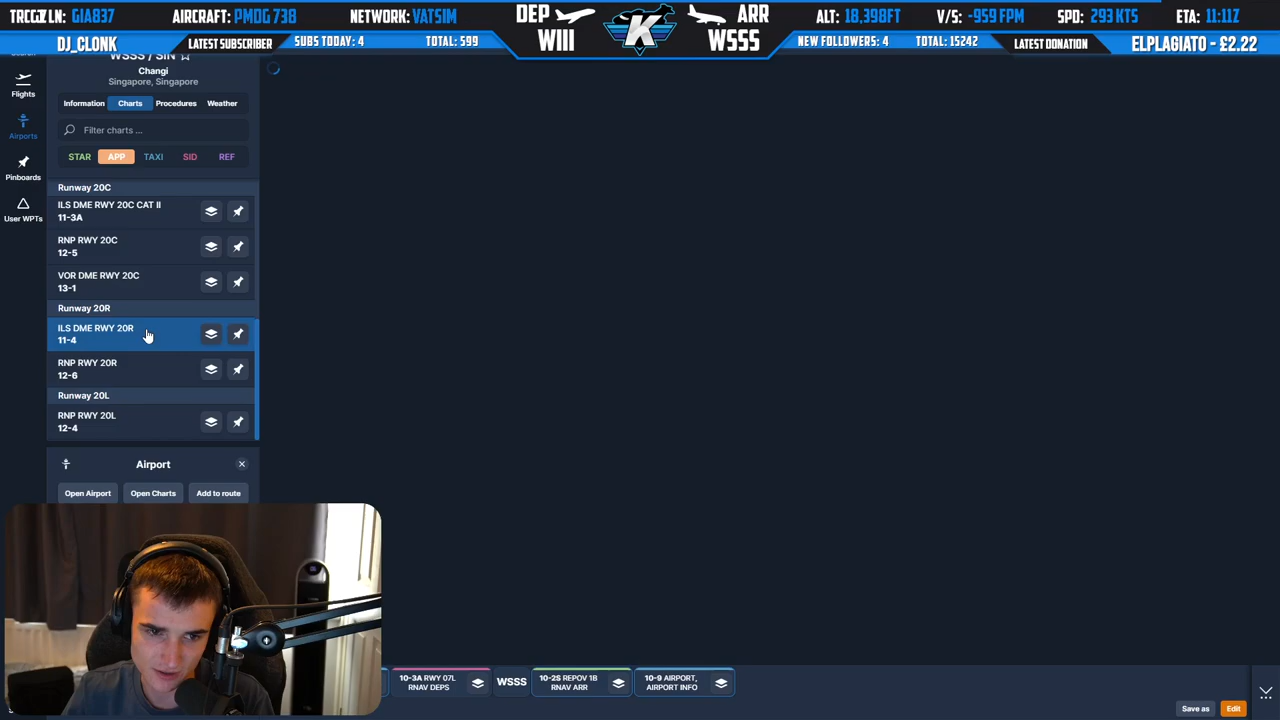 GIA837
AIRCRAFT: PMDG 738
NETWORK: VATSIM
DEP
WIII
ARR
WSSS
ALT: 18,398FT
V/S: -959 FPM
SPD: 293 KTS
ETA: 11:11Z
DJ_CLONK
LATEST SUBSCRIBER
SUBS TODAY: 4
TOTAL: 599
K
NEW FOLLOWERS: 4
TOTAL: 15242
LATEST DONATION
ELPLAGIATO - £2.22
WSSS / SIN
Changi
Singapore, Singapore
Flights
Airports
Pinboards
User WPTS
Information
Charts
Procedures
Weather
Filter charts ...
STAR
APP
TAXI
SID
REF
Runway 20C
ILS DME RWY 20C CAT II
11-3A
RNP RWY 20C
12-5
VOR DME RWY 20C
13-1
Runway 20R
ILS DME RWY 20R
11-4
RNP RWY 20R
12-6
Runway 20L
RNP RWY 20L
12-4
Airport
Open Airport
Open Charts
Add to route
10-3A RWY 07L
RNAV DEPS
WSSS
10-2S REPOV 1B
RNAV ARR
10-9 AIRPORT,
AIRPORT INFO
Save as
Edit